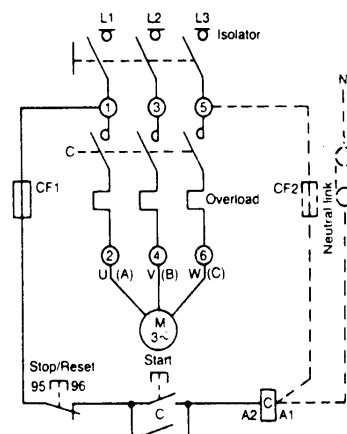 L1 L2 L3
Isolator
N
1 3 5
C
CF1
Overload
CF2
Neutral link
2 4 6
U (A) V (B) W (C)
M
3~
Stop/Reset
Start
95 96
C
C
A2 A1